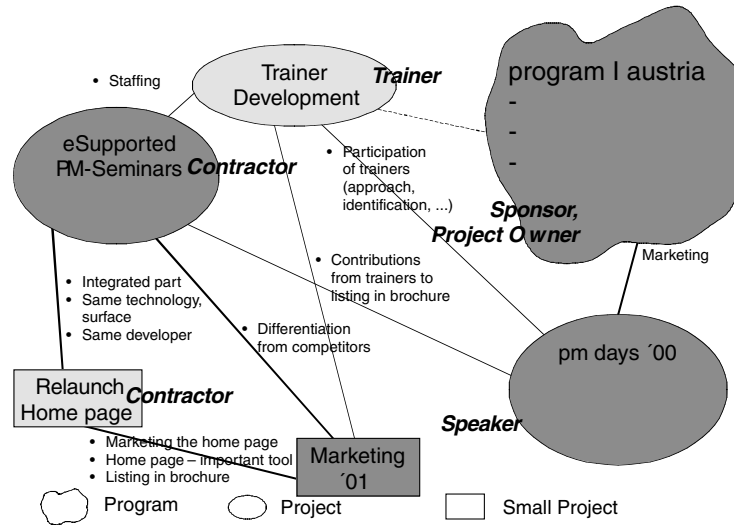 Trainer
Development
Trainer
program I austria
-
-
-
• Staffing
eSupported
PM-Seminars
Contractor
• Participation
of trainers
(approach,
identification, ...)
Sponsor,
Project Owner
Marketing
• Contributions
from trainers to
listing in brochure
• Integrated part
• Same technology,
surface
• Same developer
• Differentiation
from competitors
pm days ´00
Relaunch
Home page
Contractor
Speaker
• Marketing the home page
• Home page – important tool
• Listing in brochure
Marketing
´01
Program
Project
Small Project